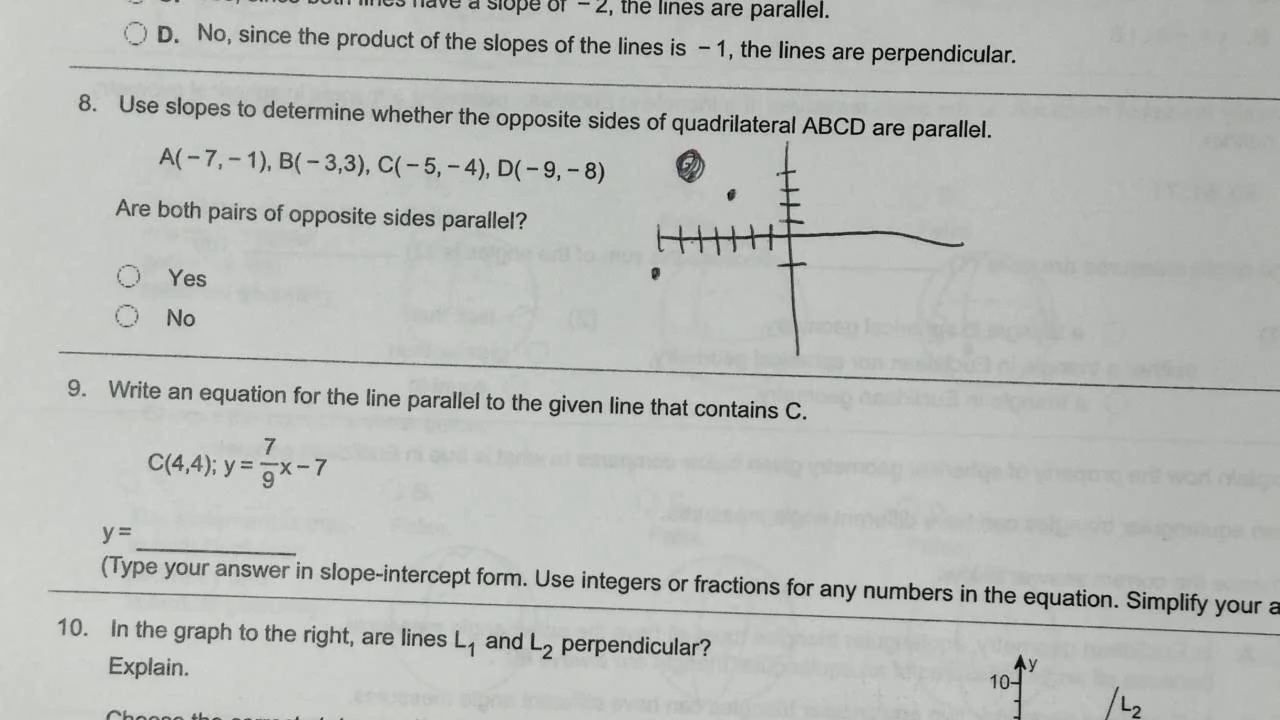 lines have a slope of − 2, the lines are parallel.
D. No, since the product of the slopes of the lines is − 1, the lines are perpendicular.
8. Use slopes to determine whether the opposite sides of quadrilateral ABCD are parallel.
A( − 7, − 1), B( − 3,3), C( − 5, − 4), D( − 9, − 8)
Are both pairs of opposite sides parallel?
Yes
No
9. Write an equation for the line parallel to the given line that contains C.
C(4,4); y = 7/9 x − 7
y =
(Type your answer in slope-intercept form. Use integers or fractions for any numbers in the equation. Simplify your a
10. In the graph to the right, are lines L1 and L2 perpendicular?
Explain.
y
10
L2